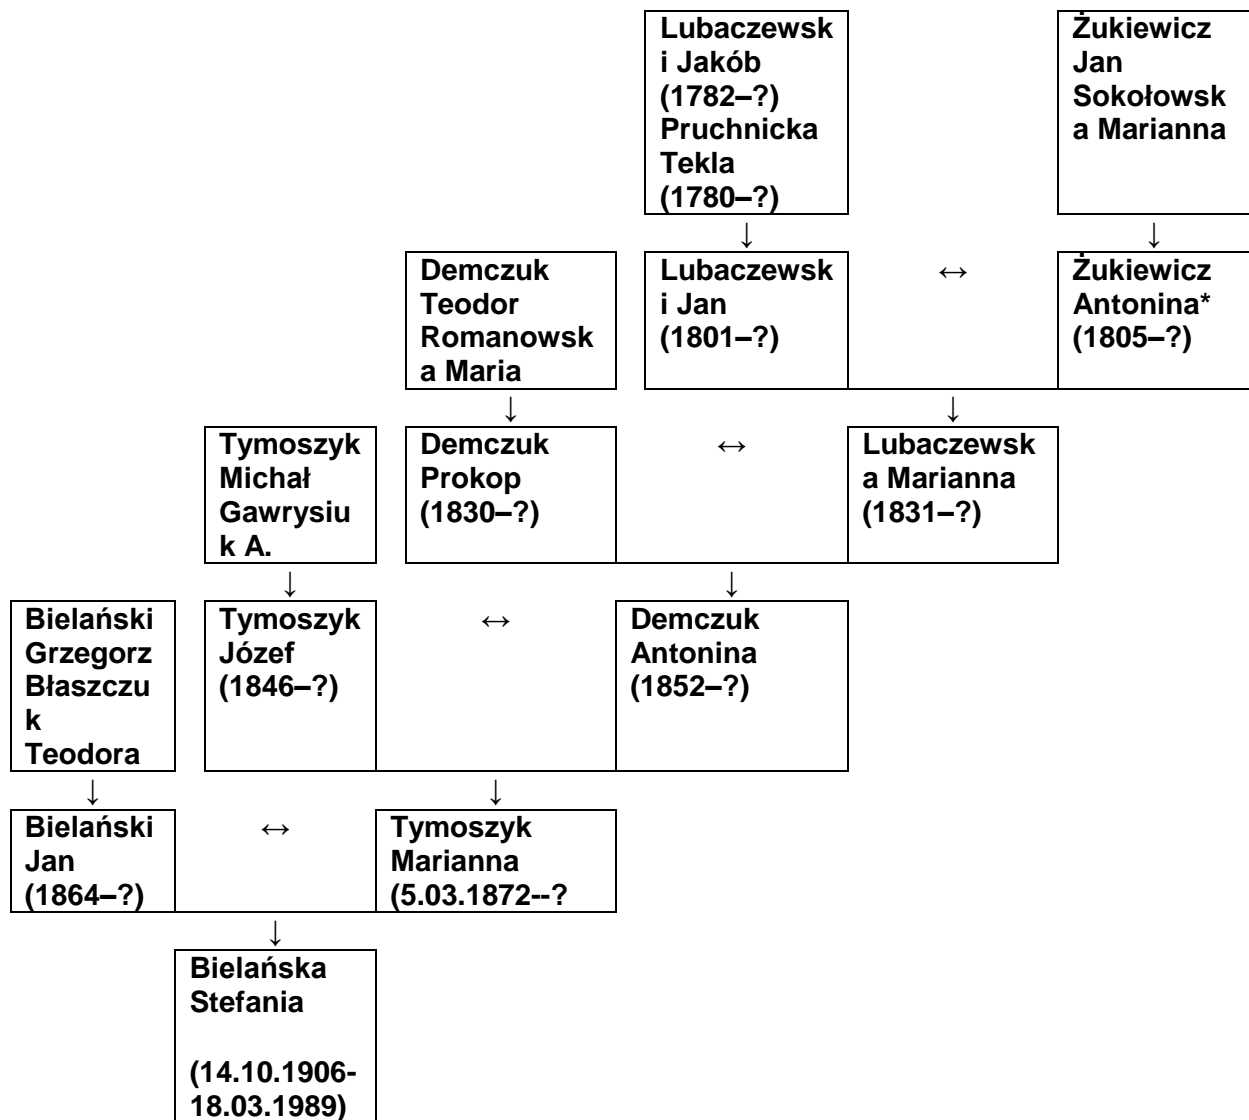 Lubaczewsk
i Jakób
(1782–?)
Pruchnicka
Tekla
(1780–?)
Żukiewicz
Jan
Sokołowsk
a Marianna
↓
↓
Demczuk
Teodor
Romanowsk
a Maria
Lubaczewsk
i Jan
(1801–?)
↔
Żukiewicz
Antonina*
(1805–?)
↓
↓
Tymoszyk
Michał
Gawrysiu
k A.
Demczuk
Prokop
(1830–?)
↔
Lubaczewsk
a Marianna
(1831–?)
↓
↓
Bielański
Grzegorz
Błaszczu
k
Teodora
Tymoszyk
Józef
(1846–?)
↔
Demczuk
Antonina
(1852–?)
↓
↓
Bielański
Jan
(1864–?)
↔
Tymoszyk
Marianna
(5.03.1872--?
↓
Bielańska
Stefania
(14.10.1906-
18.03.1989)